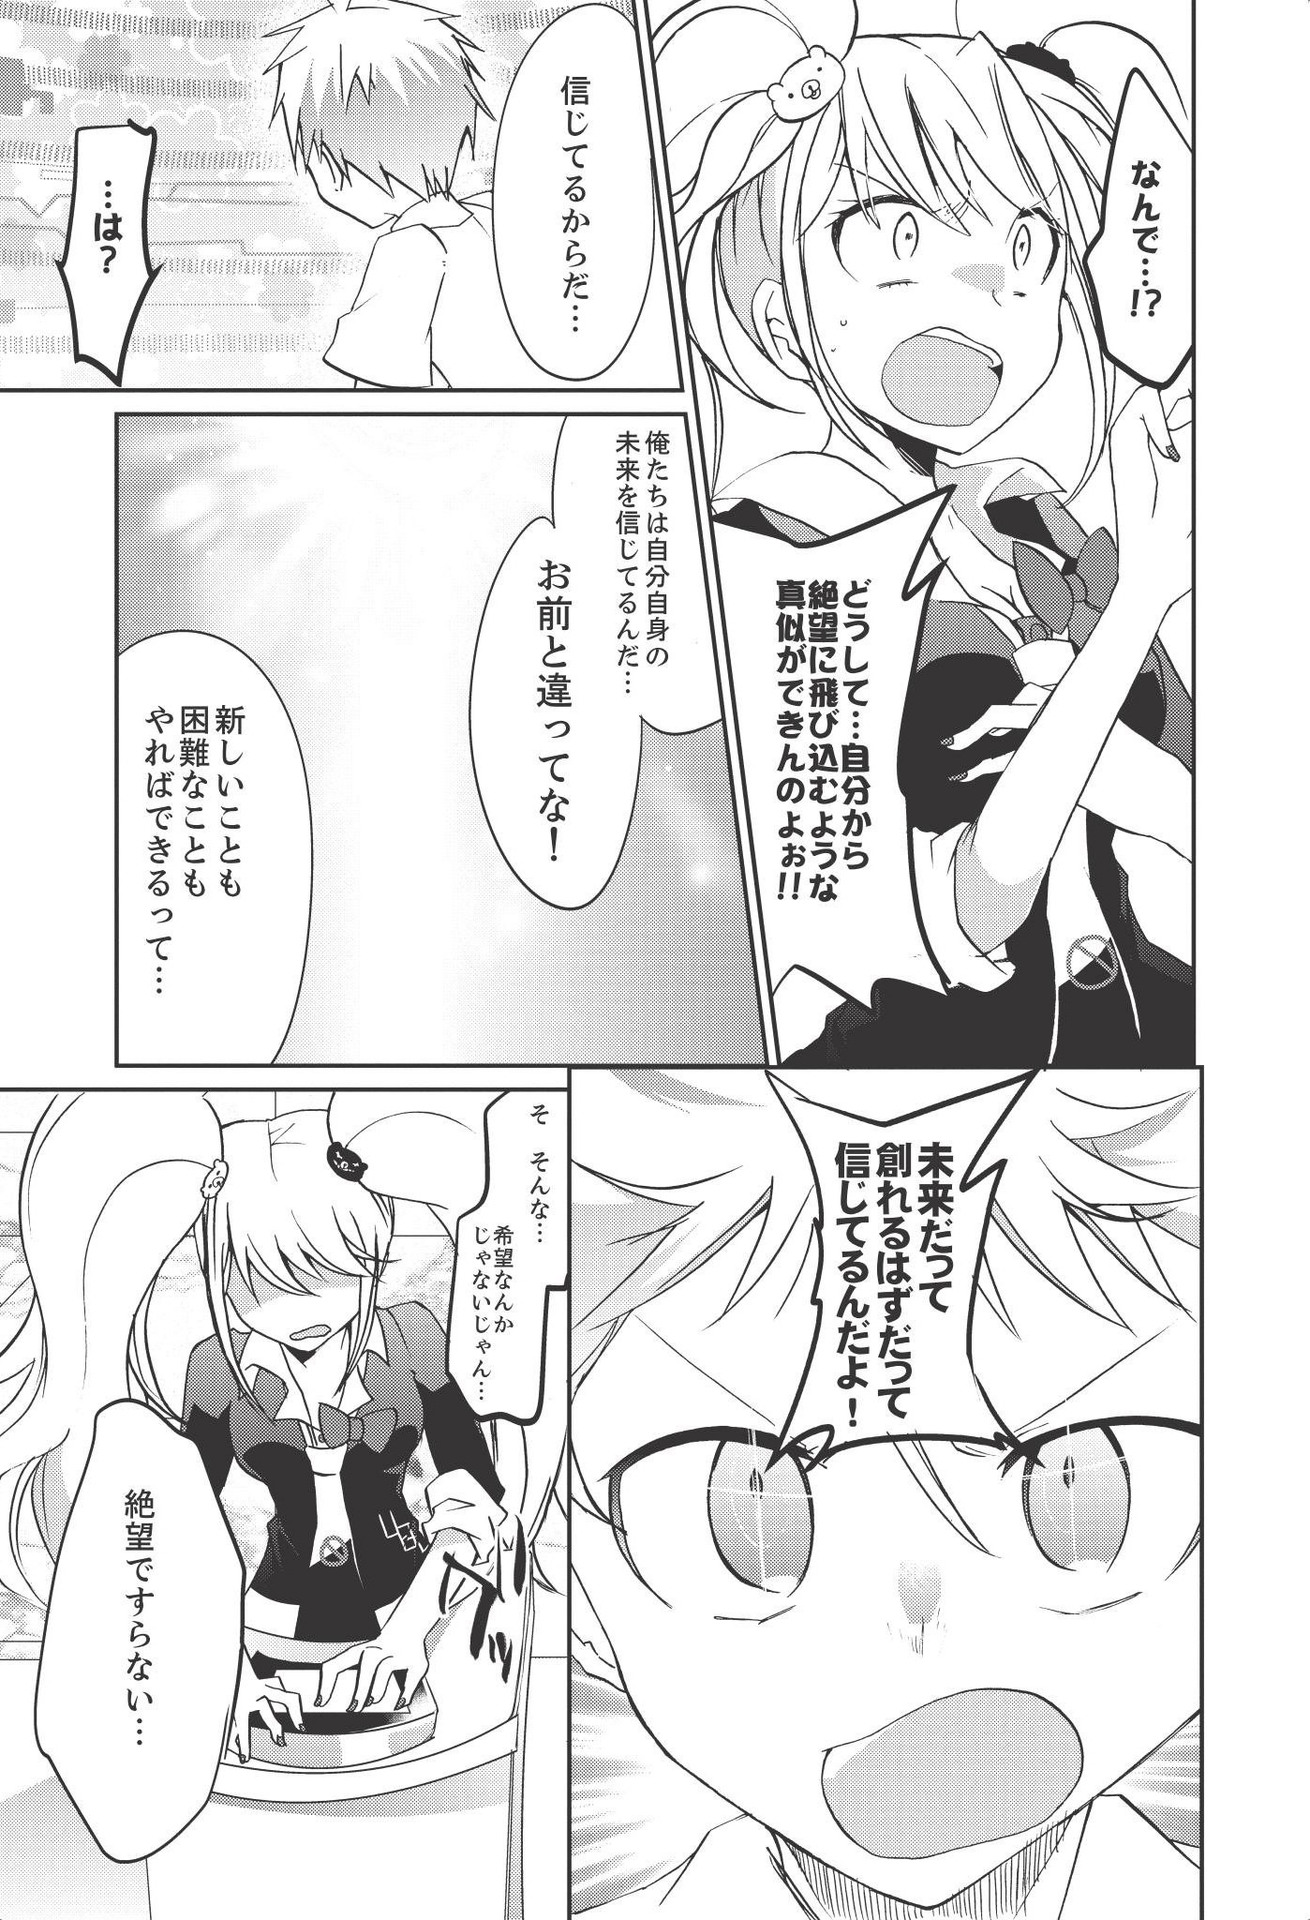 なんで…!?
どうして…自分から
絶望に飛び込むような
真似ができんのよぉ!!
信じてるからだ…
…は?
俺たちは自分自身の
未来を信じてるんだ…
お前と違ってな!
新しいことも
困難なことも
やればできるって…
未来だって
創れるはずだって
信じてるんだよ!
そ そんな…
希望なんか
じゃないじゃん…
絶望ですらない…